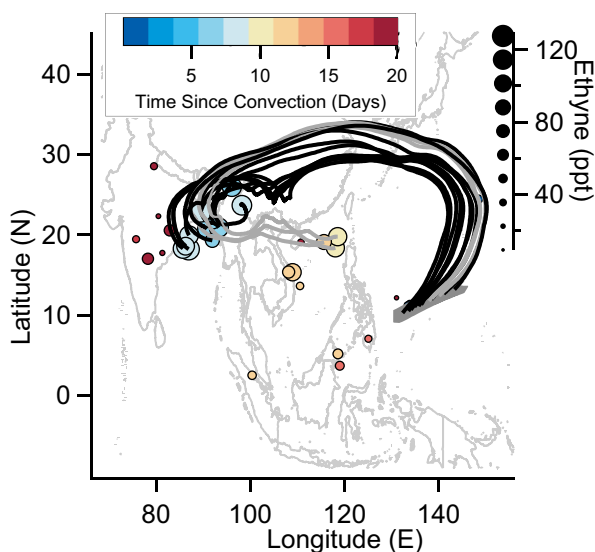 5 10 15 20
Time Since Convection (Days)
120
80
40
Ethyne (ppt)
40
30
20
10
0
Latitude (N)
80 100 120 140
Longitude (E)